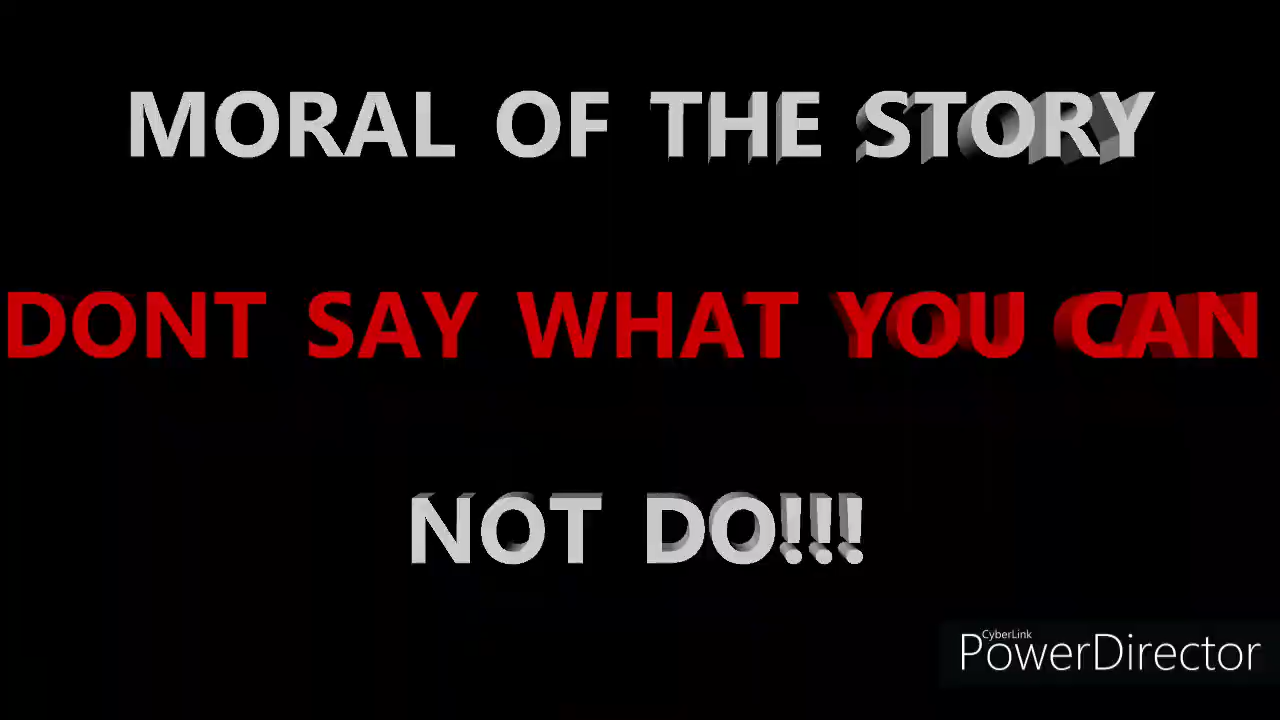 MORAL OF THE STORY
DONT SAY WHAT YOU CAN
NOT DO!!!
CyberLink
PowerDirector